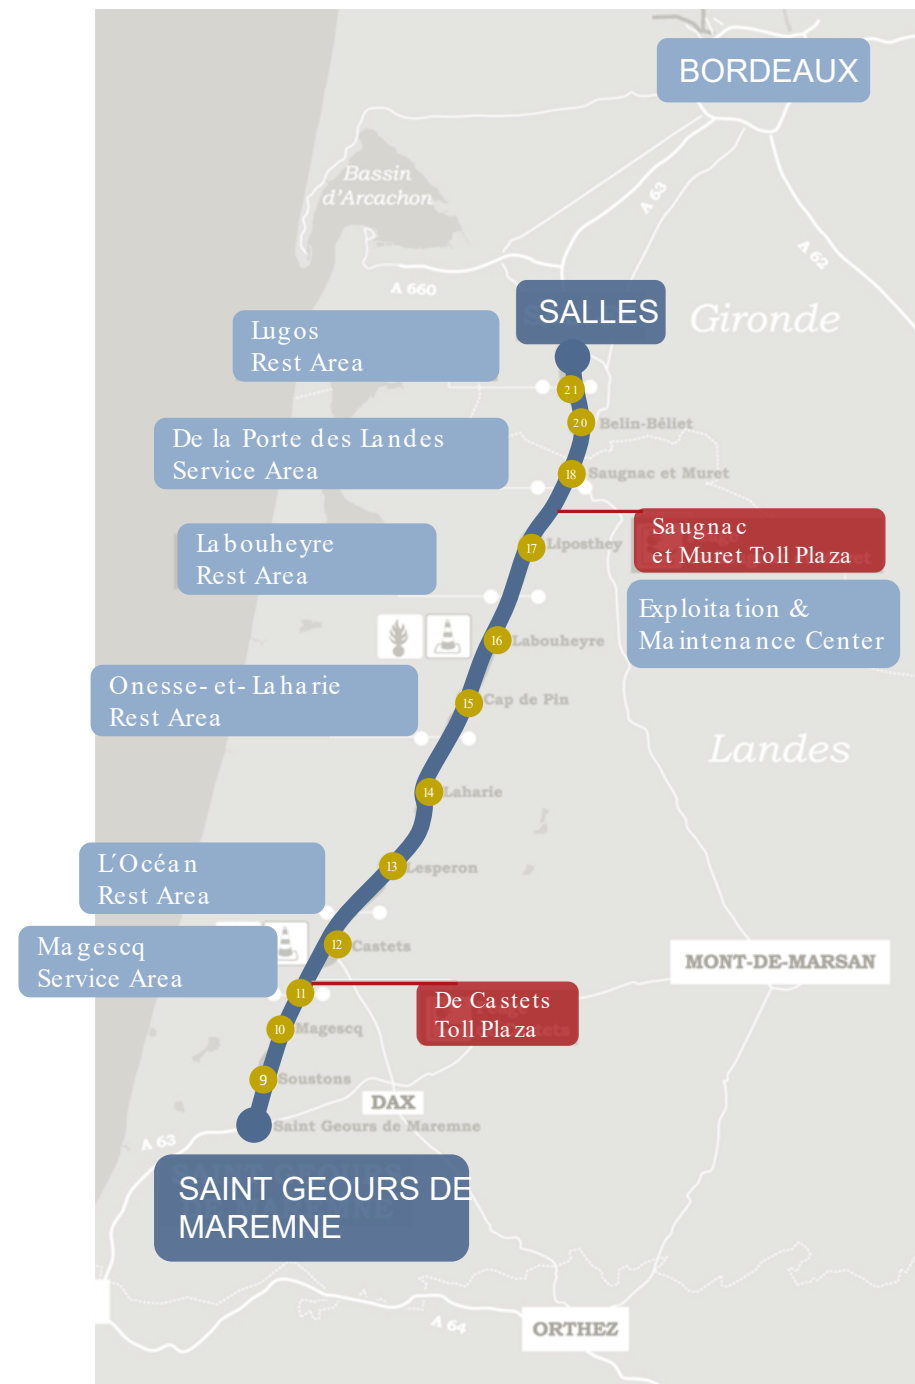 BORDEAUX
Bassin
d'Arcachon
A 63
A 62
A 660
SALLES
Gironde
Lugos
Rest Area
21
20
Belin-Béliet
De la Porte des Landes
Service Area
18
Saugnac et Muret
Saugnac
et Muret Toll Plaza
Labouheyre
Rest Area
17
Liposthey
Exploitation &
Maintenance Center
16
Labouheyre
Onesse-et-Laharie
Rest Area
15
Cap de Pin
Landes
14
Laharie
L´Océan
Rest Area
13
Lesperon
Magescq
Service Area
12
Castets
MONT-DE-MARSAN
11
De Castets
Toll Plaza
10
Magescq
9
Soustons
DAX
Saint Geours de Maremne
A 63
SAINT GEOURS DE
MAREMNE
A 64
ORTHEZ